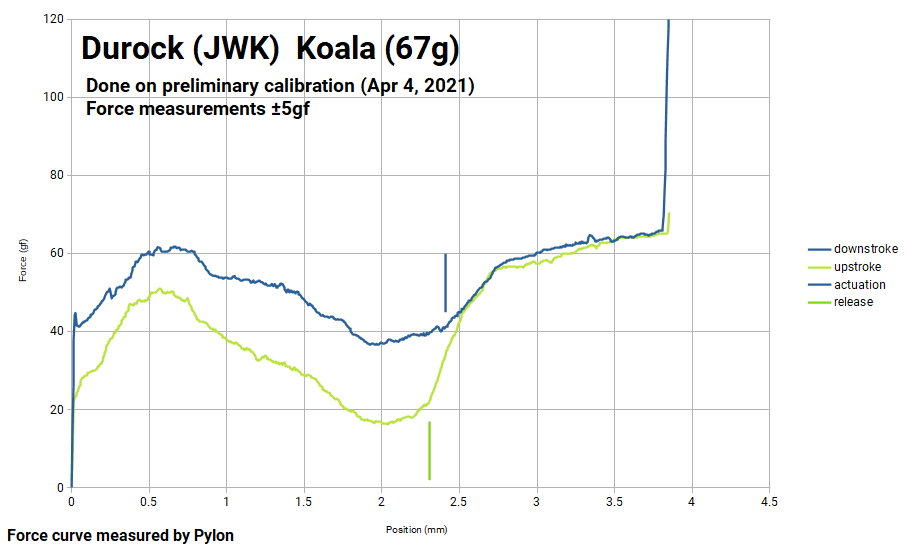 Durock (JWK)  Koala (67g)
Done on preliminary calibration (Apr 4, 2021)
Force measurements ±5gf
120
100
80
60
40
20
0
Force (gf)
0
0.5
1
1.5
2
2.5
3
3.5
4
4.5
Position (mm)
downstroke
upstroke
actuation
release
Force curve measured by Pylon